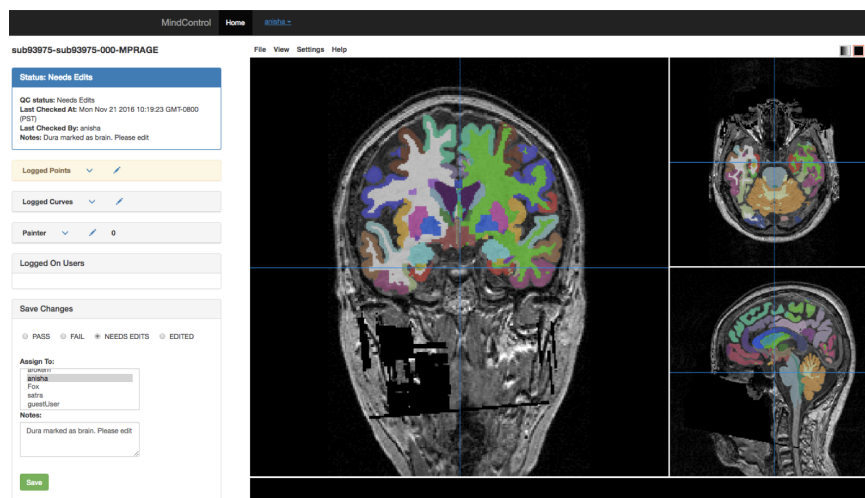 MindControl Home anisha
sub93975-sub93975-000-MPRAGE
File View Settings Help
Status: Needs Edits
QC status: Needs Edits
Last Checked At: Mon Nov 21 2016 10:19:23 GMT-0800
(PST)
Last Checked By: anisha
Notes: Dura marked as brain. Please edit
Logged Points
Logged Curves
Painter 0
Logged On Users
Save Changes
PASS FAIL NEEDS EDITS EDITED
Assign To:
arokem
anisha
Fox
satra
guestUser
Notes:
Dura marked as brain. Please edit
Save